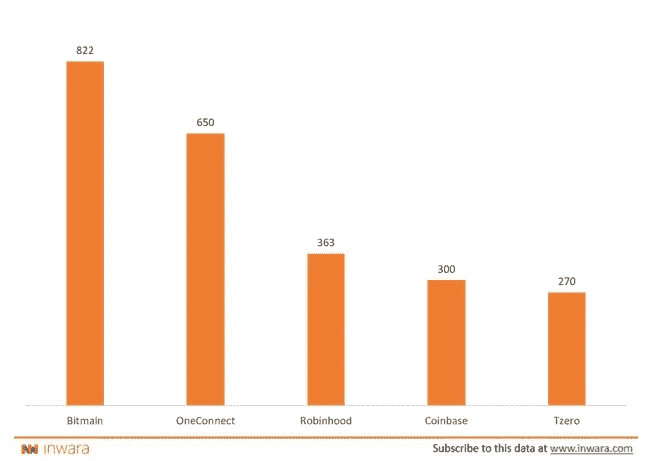 822
650
363
300
270
Bitmain OneConnect Robinhood Coinbase Tzero
inwara Subscribe to this data at www.inwara.com